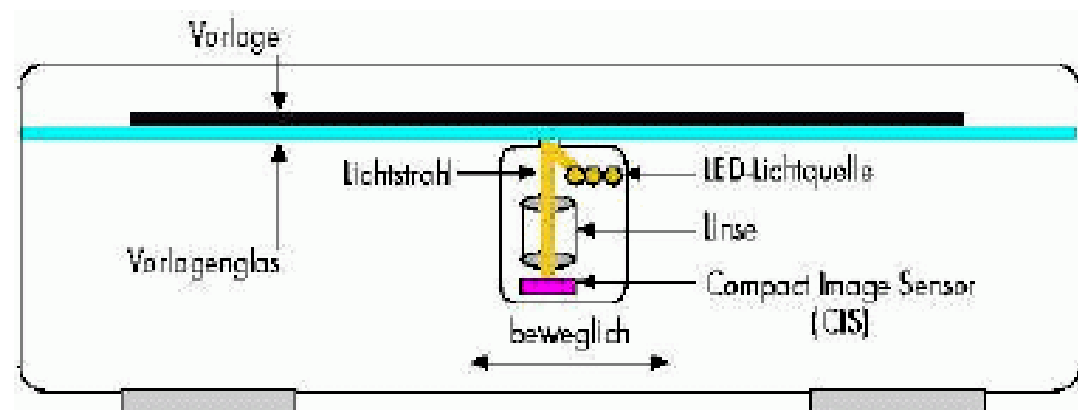 Vorlage
Lichtstrahl
LED-Lichtquelle
Linse
Vorlagenglas
Compact Image Sensor
(CIS)
beweglich